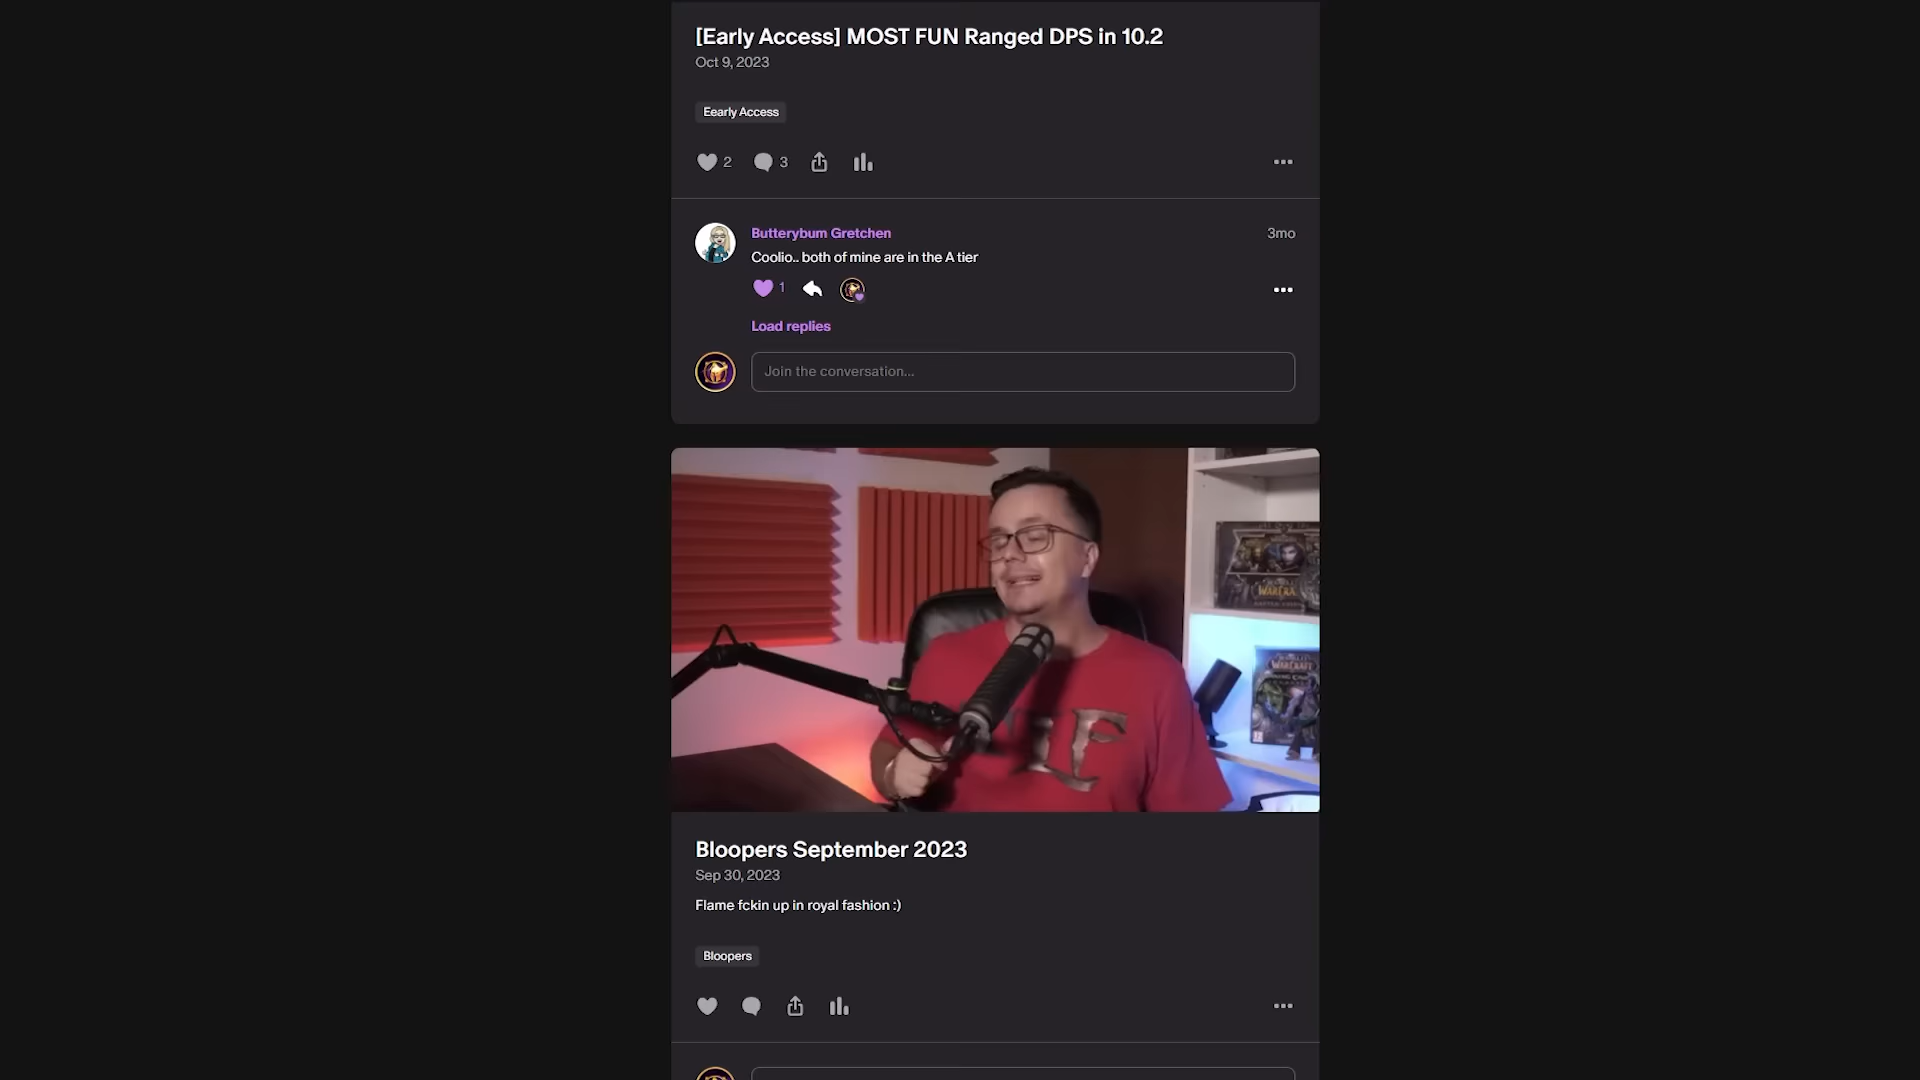 [Early Access] MOST FUN Ranged DPS in 10.2
Oct 9, 2023
Eearly Access
2
3
Butterybum Gretchen
3mo
Coolio.. both of mine are in the A tier
1
Load replies
Join the conversation...
WARCRA
WARCRAFT
Bloopers September 2023
Sep 30, 2023
Flame fckin up in royal fashion :)
Bloopers